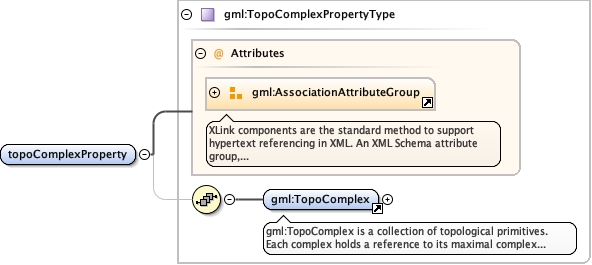 gml:TopoComplexPropertyType
@ Attributes
gml:AssociationAttributeGroup
XLink components are the standard method to support
hypertext referencing in XML. An XML Schema attribute
group,...
topoComplexProperty
gml:TopoComplex
gml:TopoComplex is a collection of topological primitives.
Each complex holds a reference to its maximal complex...